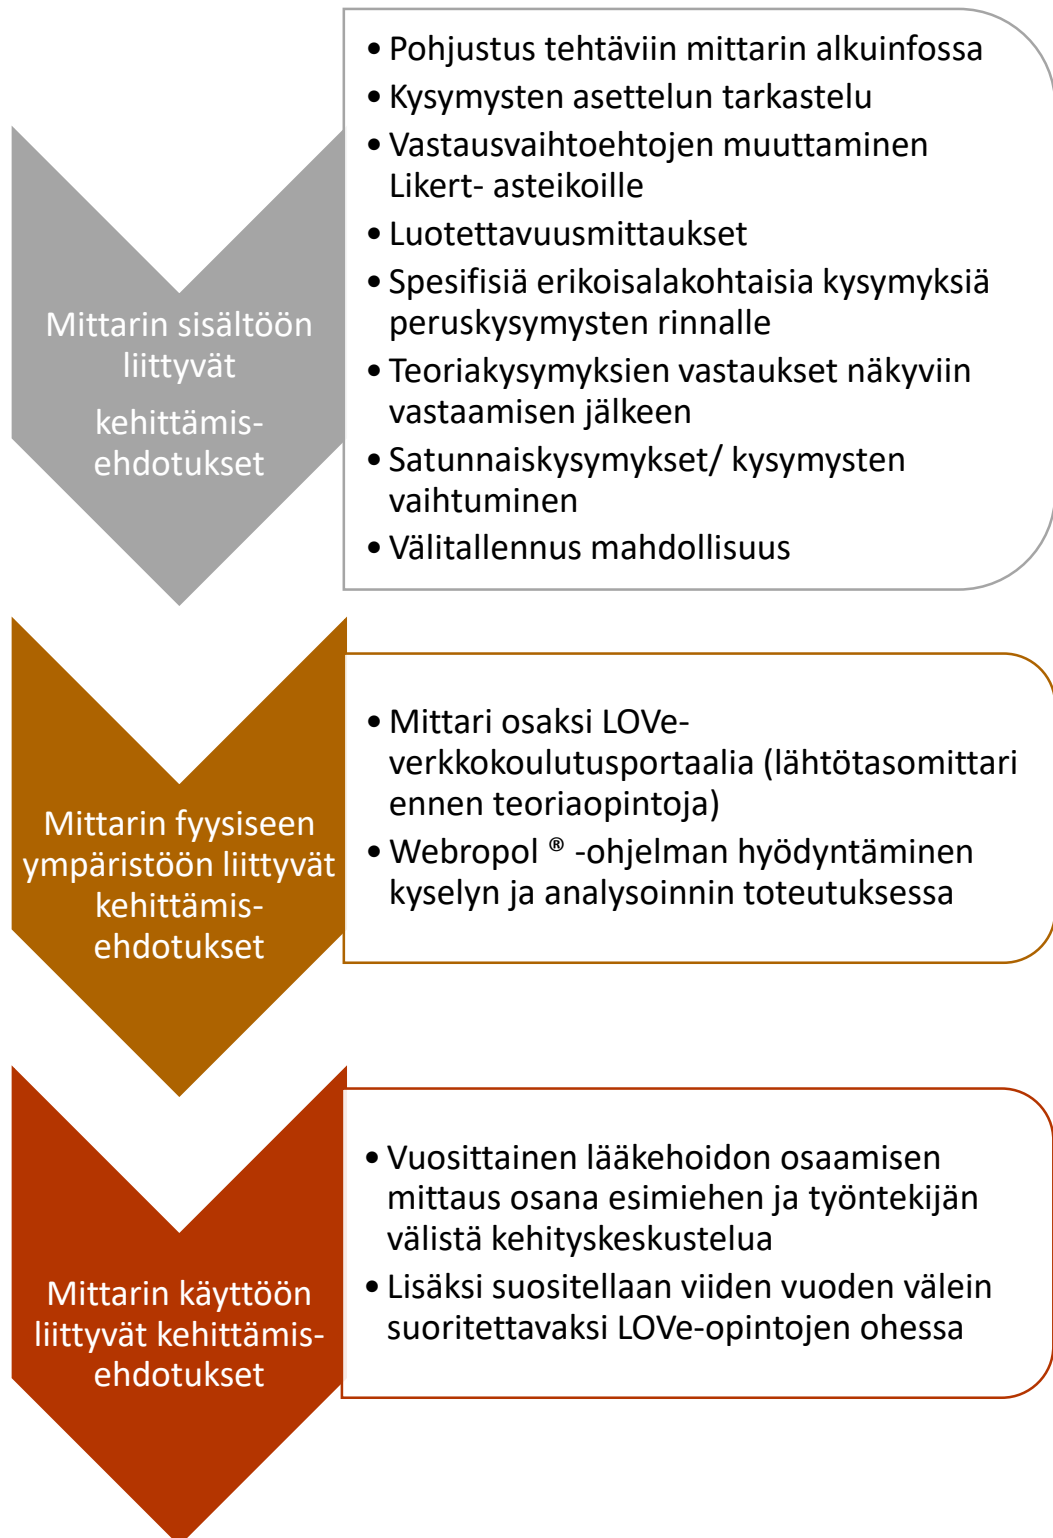 Mittarin sisältöön
liittyvät
kehittämis-
ehdotukset
• Pohjustus tehtäviin mittarin alkuinfossa
• Kysymysten asettelun tarkastelu
• Vastausvaihtoehtojen muuttaminen
Likert- asteikoille
• Luotettavuusmittaukset
• Spesifisiä erikoisalakohtaisia kysymyksiä
peruskysymysten rinnalle
• Teoriakysymyksien vastaukset näkyviin
vastaamisen jälkeen
• Satunnaiskysymykset/ kysymysten
vaihtuminen
• Välitallennus mahdollisuus
Mittarin fyysiseen
ympäristöön liittyvät
kehittämis-
ehdotukset
• Mittari osaksi LOVe-
verkkokoulutusportaalia (lähtötasomittari
ennen teoriaopintoja)
• Webropol ® -ohjelman hyödyntäminen
kyselyn ja analysoinnin toteutuksessa
Mittarin käyttöön
liittyvät kehittämis-
ehdotukset
• Vuosittainen lääkehoidon osaamisen
mittaus osana esimiehen ja työntekijän
välistä kehityskeskustelua
• Lisäksi suositellaan viiden vuoden välein
suoritettavaksi LOVe-opintojen ohessa